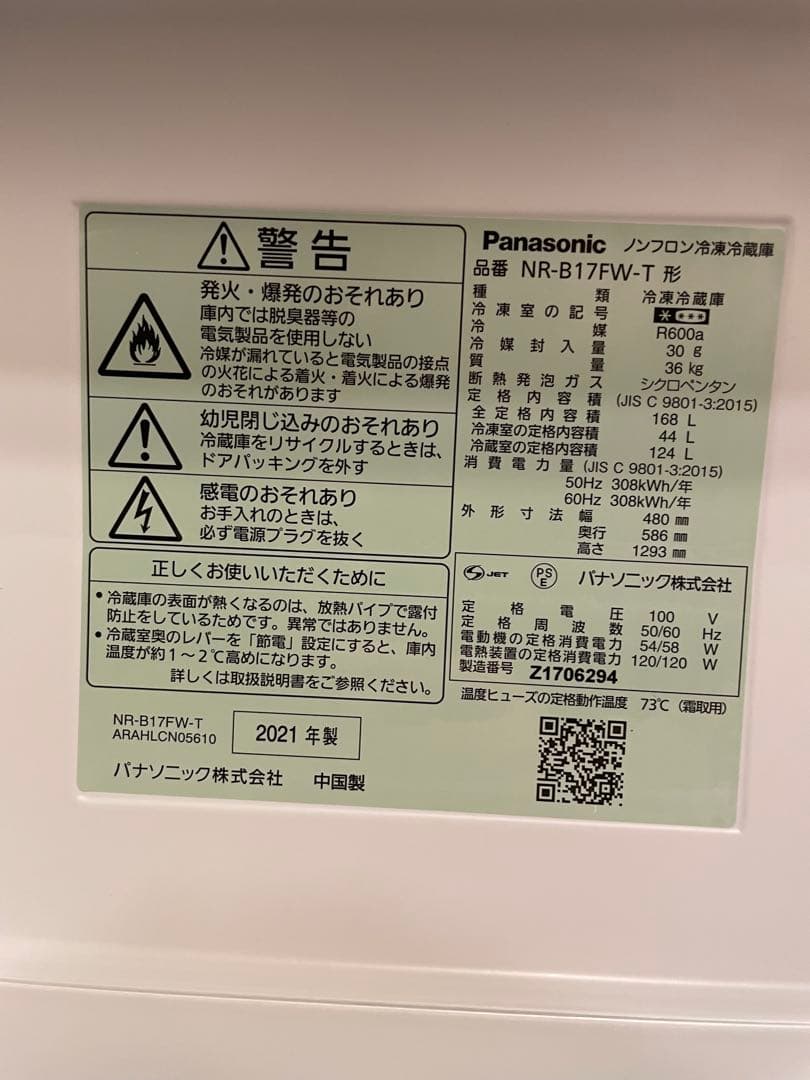 警告
発火・爆発のおそれあり
庫内では脱臭器等の
電気製品を使用しない
冷媒が漏れていると電気製品の接点
の火花による着火・着火による爆発
のおそれがあります
幼児閉じ込みのおそれあり
冷蔵庫をリサイクルするときは、
ドアパッキングを外す
感電のおそれあり
お手入れのときは、
必ず電源プラグを抜く
正しくお使いいただくために
•冷蔵庫の表面が熱くなるのは、放熱パイプで露付
防止をしているためです。異常ではありません。
•冷蔵室奥のレバーを「節電」設定にすると、庫内
温度が約1～2℃高めになります。
詳しくは取扱説明書をご参照ください。
NR-B17FW-T
ARAHLCN05610
2021 年製
パナソニック株式会社 中国製
Panasonic ノンフロン冷凍冷蔵庫
品番 NR-B17FW-T 形
種類 冷凍冷蔵庫
冷凍室の記号
冷媒 R600a
冷媒封入量 30 g
質量 36 kg
断熱発泡ガス シクロペンタン
定格内容積 (JIS C 9801-3:2015)
全定格内容積 168 L
冷凍室の定格内容積 44 L
冷蔵室の定格内容積 124 L
消費電力量 (JIS C 9801-3:2015)
50Hz 308kWh/年
60Hz 308kWh/年
外形寸法 幅 480 mm
奥行 586 mm
高さ 1293 mm
JET PSE パナソニック株式会社
定格電圧 100 V
定格周波数 50/60 Hz
電動機の定格消費電力 54/58 W
電熱装置の定格消費電力 120/120 W
製造番号 Z1706294
温度ヒューズの定格動作温度 73℃（霜取用）